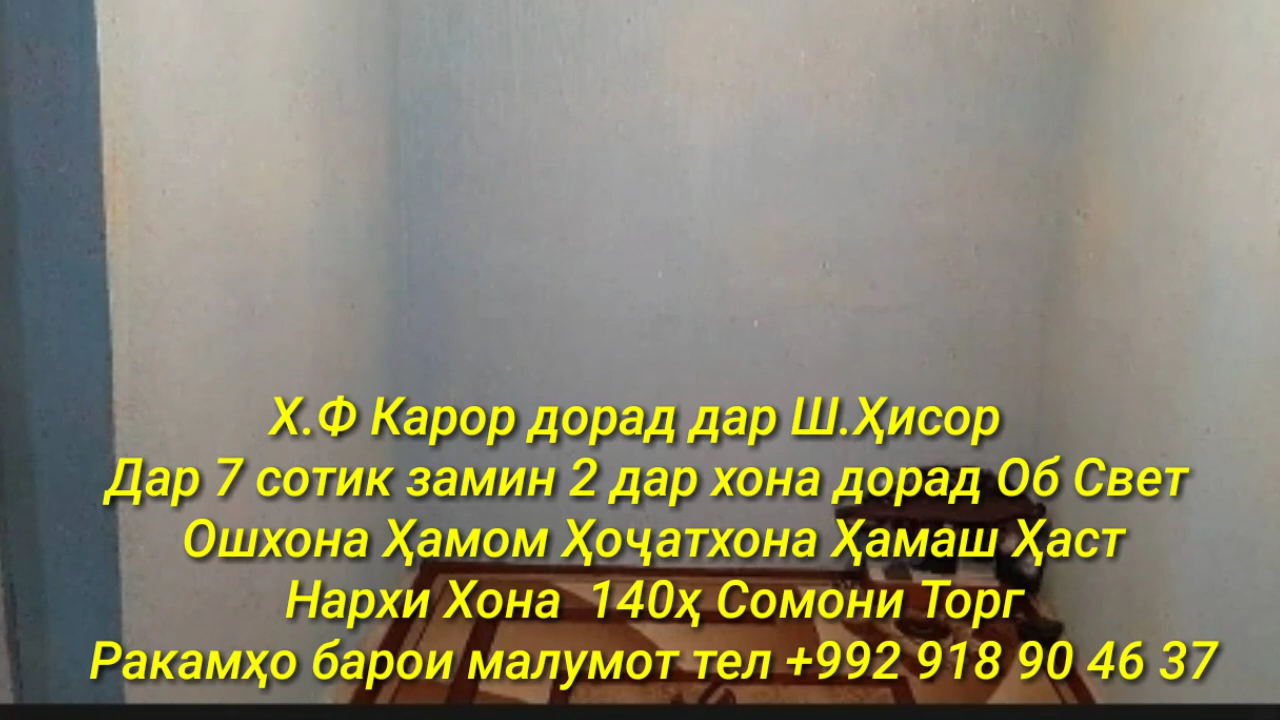 Х.Ф Карор дорад дар Ш.Ҳисор
Дар 7 сотик замин 2 дар хона дорад Об Свет
Ошхона Ҳамом Ҳоҷатхона Ҳамаш Ҳаст
Нархи Хона 140ҳ Сомони Торг
Ракамҳо барои малумот тел +992 918 90 46 37